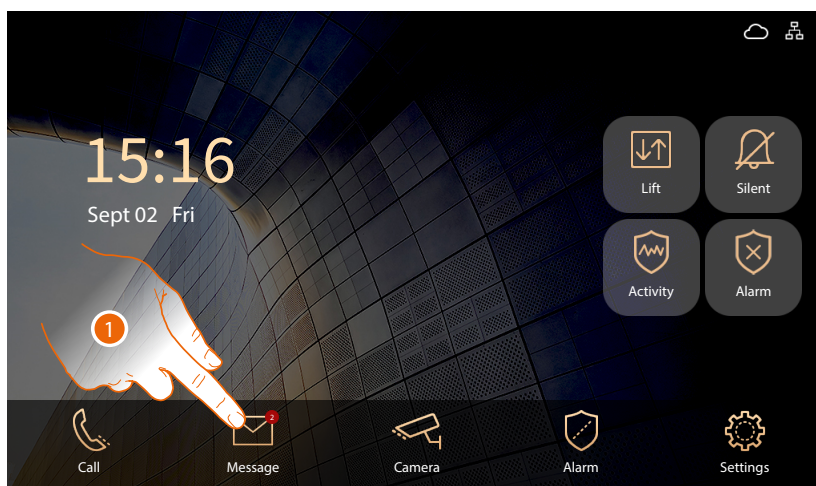 15:16
Sept 02 Fri
Lift
Silent
Activity
Alarm
1
2
Call
Message
Camera
Alarm
Settings